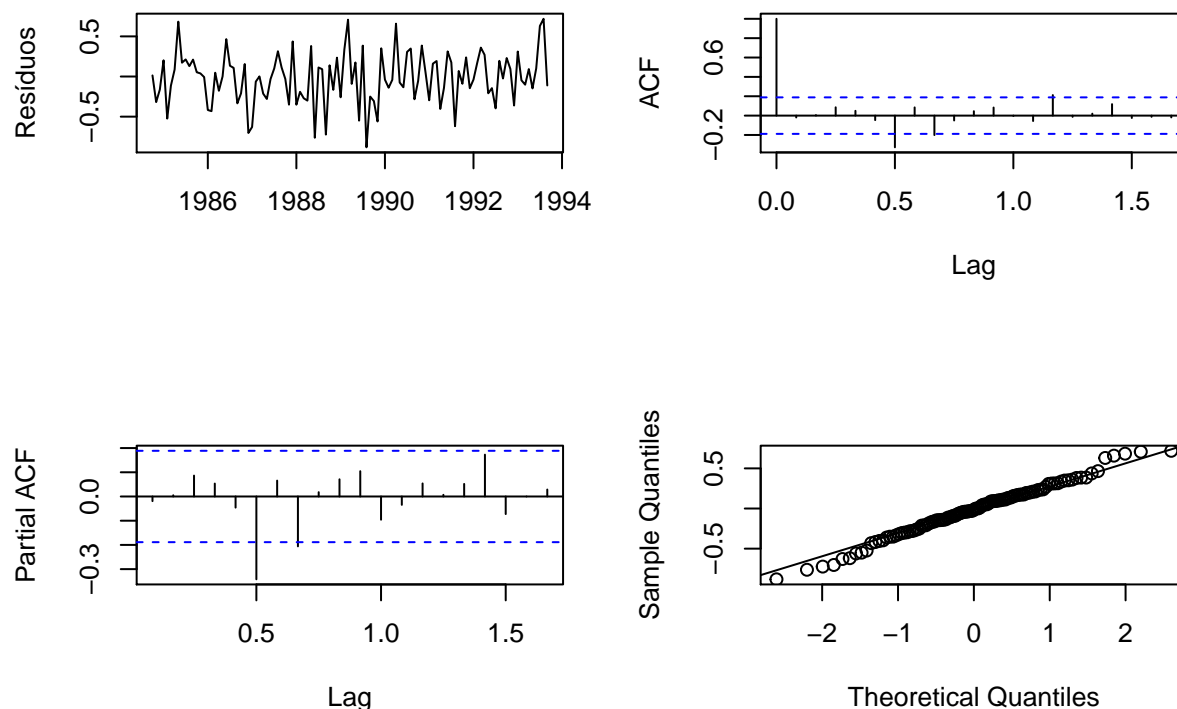 Resíduos
0.5
−0.5
1986 1988 1990 1992 1994
ACF
0.6
−0.2
0.0 0.5 1.0 1.5
Lag
Partial ACF
0.0
−0.3
0.5 1.0 1.5
Lag
Sample Quantiles
0.5
−0.5
−2 −1 0 1 2
Theoretical Quantiles